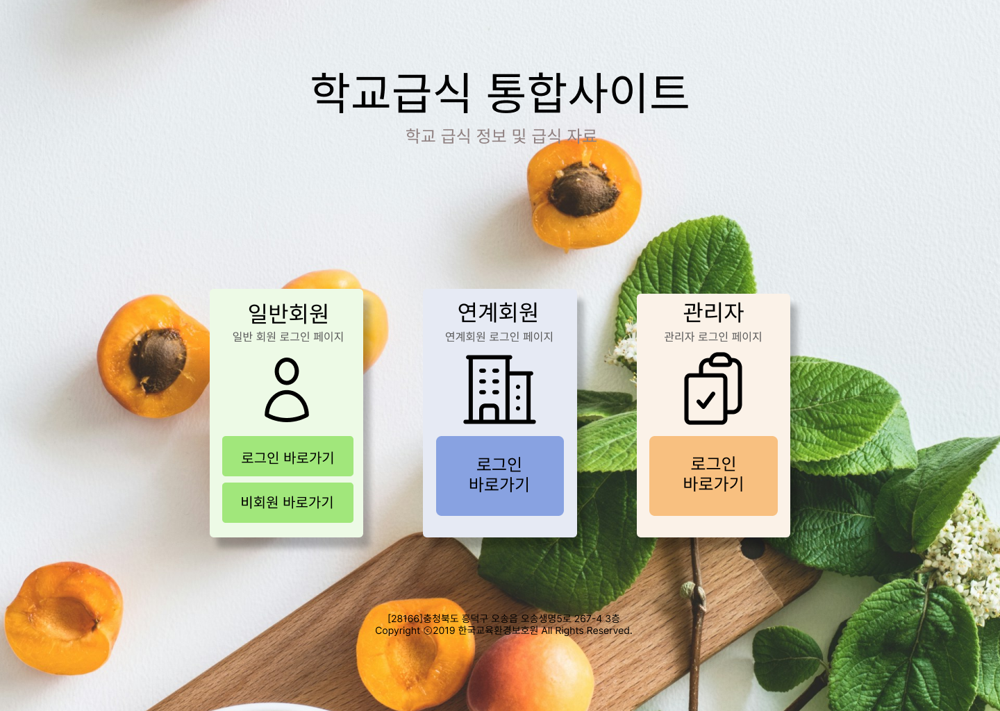 학교급식 통합사이트
학교 급식 정보 및 급식 자료
일반회원
일반 회원 로그인 페이지
로그인 바로가기
비회원 바로가기
연계회원
연계회원 로그인 페이지
로그인
바로가기
관리자
관리자 로그인 페이지
로그인
바로가기
[28166]충청북도 흥덕구 오송읍 오송생명5로 267-4 3층
Copyright ⓒ2019 한국교육환경보호원 All Rights Reserved.